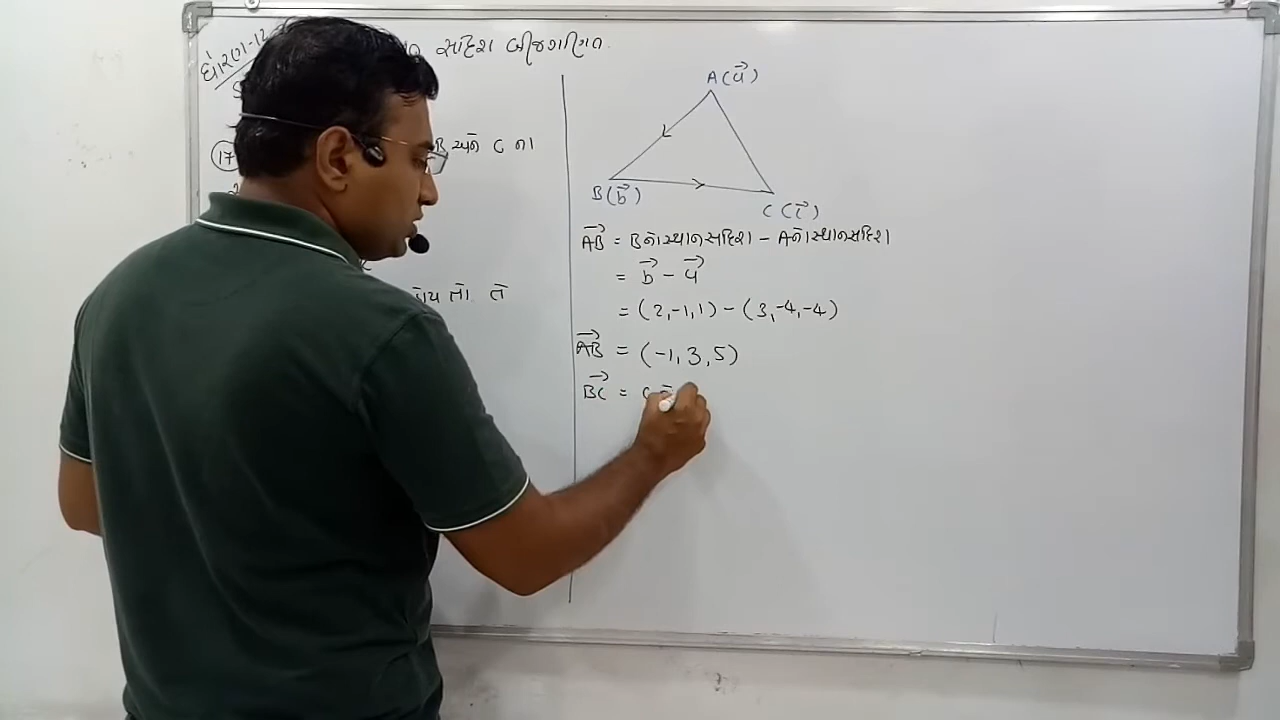 ધોરણ-12
સદિશ બીજગણિત
17
B અને C ના
હોય તો તે
A(a⃗)
B(b⃗)
C(c⃗)
AB⃗ = B નો સ્થાનસદિશ - A નો સ્થાનસદિશ
= b⃗ - a⃗
= (2,-1,1) - (3,-4,-4)
AB⃗ = (-1,3,5)
BC⃗ = C